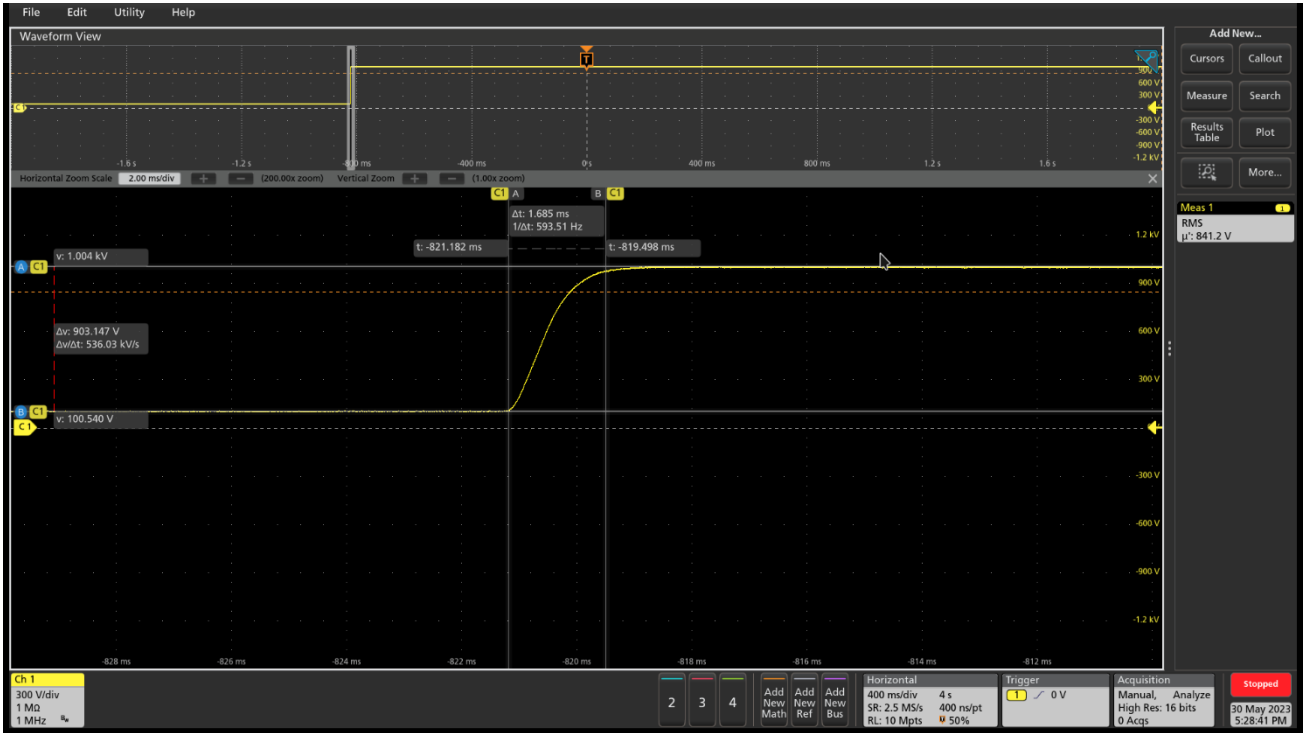 File Edit Utility Help
Waveform View
Add New...
Cursors Callout
Measure Search
Results Table Plot
More...
Meas 1 1
RMS
µ': 841.2 V
T
C1
900
600 V
300 V
-300 V
-600 V
-900 V
-1.2 kV
-1.6 s -1.2 s -800 ms -400 ms 0 s 400 ms 800 ms 1.2 s 1.6 s
Horizontal Zoom Scale 2.00 ms/div + — (200.00x zoom) Vertical Zoom + — (1.00x zoom)
C1 A B C1
Δt: 1.685 ms
1/Δt: 593.51 Hz
t: -821.182 ms t: -819.498 ms
v: 1.004 kV
A C1
Δv: 903.147 V
Δv/Δt: 536.03 kV/s
B C1
v: 100.540 V
C 1
1.2 kV
900 V
600 V
300 V
-300 V
-600 V
-900 V
-1.2 kV
-828 ms -826 ms -824 ms -822 ms -820 ms -818 ms -816 ms -814 ms -812 ms
Ch 1
300 V/div
1 MΩ
1 MHz
2 3 4
Add New Math
Add New Ref
Add New Bus
Horizontal
400 ms/div 4 s
SR: 2.5 MS/s 400 ns/pt
RL: 10 Mpts 50%
Trigger
1 0 V
Acquisition
Manual, Analyze
High Res: 16 bits
0 Acqs
Stopped
30 May 2023
5:28:41 PM